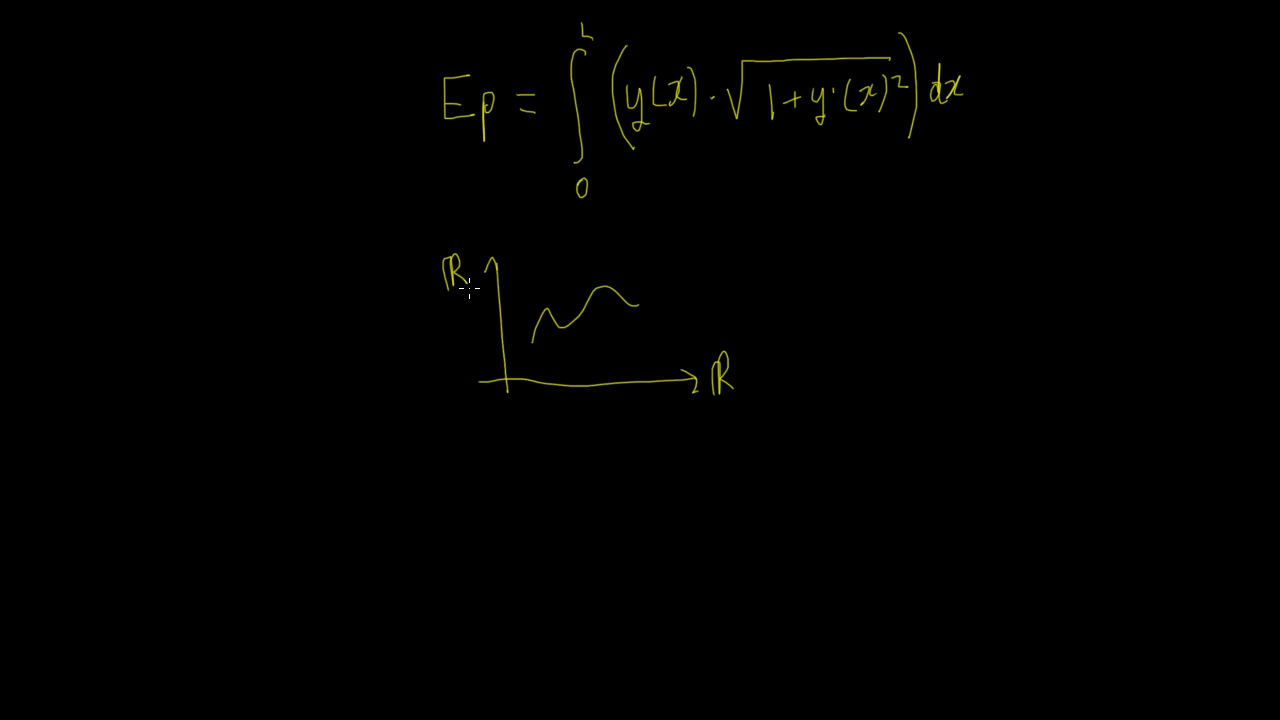 Ep = ∫₀ᴸ (y(x) · √(1 + y'(x)²)) dx
ℝ
ℝ